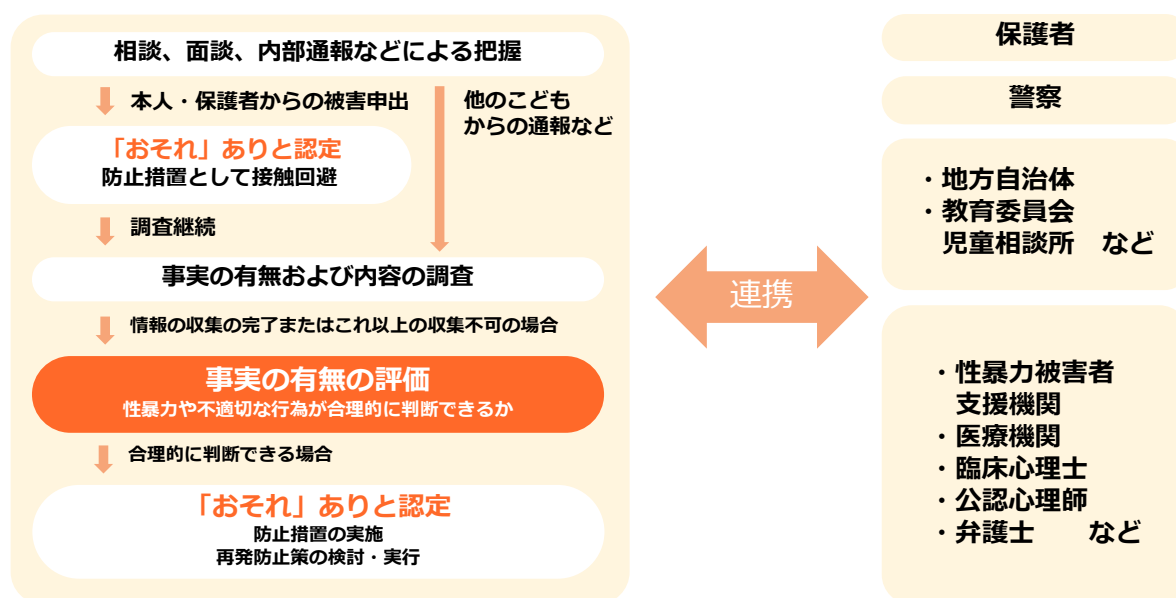 相談、面談、内部通報などによる把握
本人・保護者からの被害申出
他のこども
からの通報など
「おそれ」ありと認定
防止措置として接触回避
調査継続
事実の有無および内容の調査
情報の収集の完了またはこれ以上の収集不可の場合
事実の有無の評価
性暴力や不適切な行為が合理的に判断できるか
合理的に判断できる場合
「おそれ」ありと認定
防止措置の実施
再発防止策の検討・実行
連携
保護者
警察
・地方自治体
・教育委員会
児童相談所 など
・性暴力被害者
支援機関
・医療機関
・臨床心理士
・公認心理師
・弁護士 など